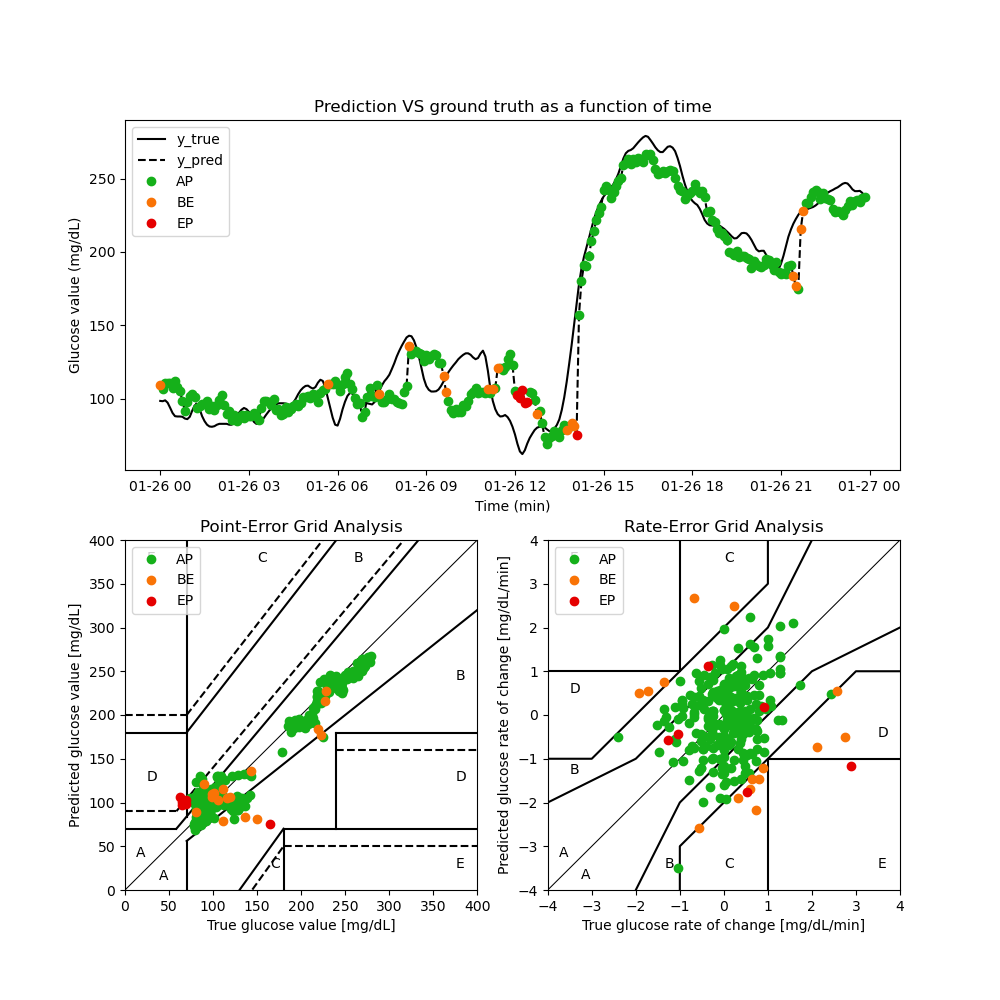 Prediction VS ground truth as a function of time
Glucose value (mg/dL)
y_true
y_pred
AP
BE
EP
250
200
150
100
01-26 00 01-26 03 01-26 06 01-26 09 01-26 12 01-26 15 01-26 18 01-26 21 01-27 00
Time (min)
Point-Error Grid Analysis
Predicted glucose value [mg/dL]
400
350
300
250
200
150
100
50
0
AP
BE
EP
C
B
B
D
D
A
A
C
E
0 50 100 150 200 250 300 350 400
True glucose value [mg/dL]
Rate-Error Grid Analysis
Predicted glucose rate of change [mg/dL/min]
4
3
2
1
0
−1
−2
−3
−4
AP
BE
EP
C
D
D
B
A
A
B
C
E
−4 −3 −2 −1 0 1 2 3 4
True glucose rate of change [mg/dL/min]